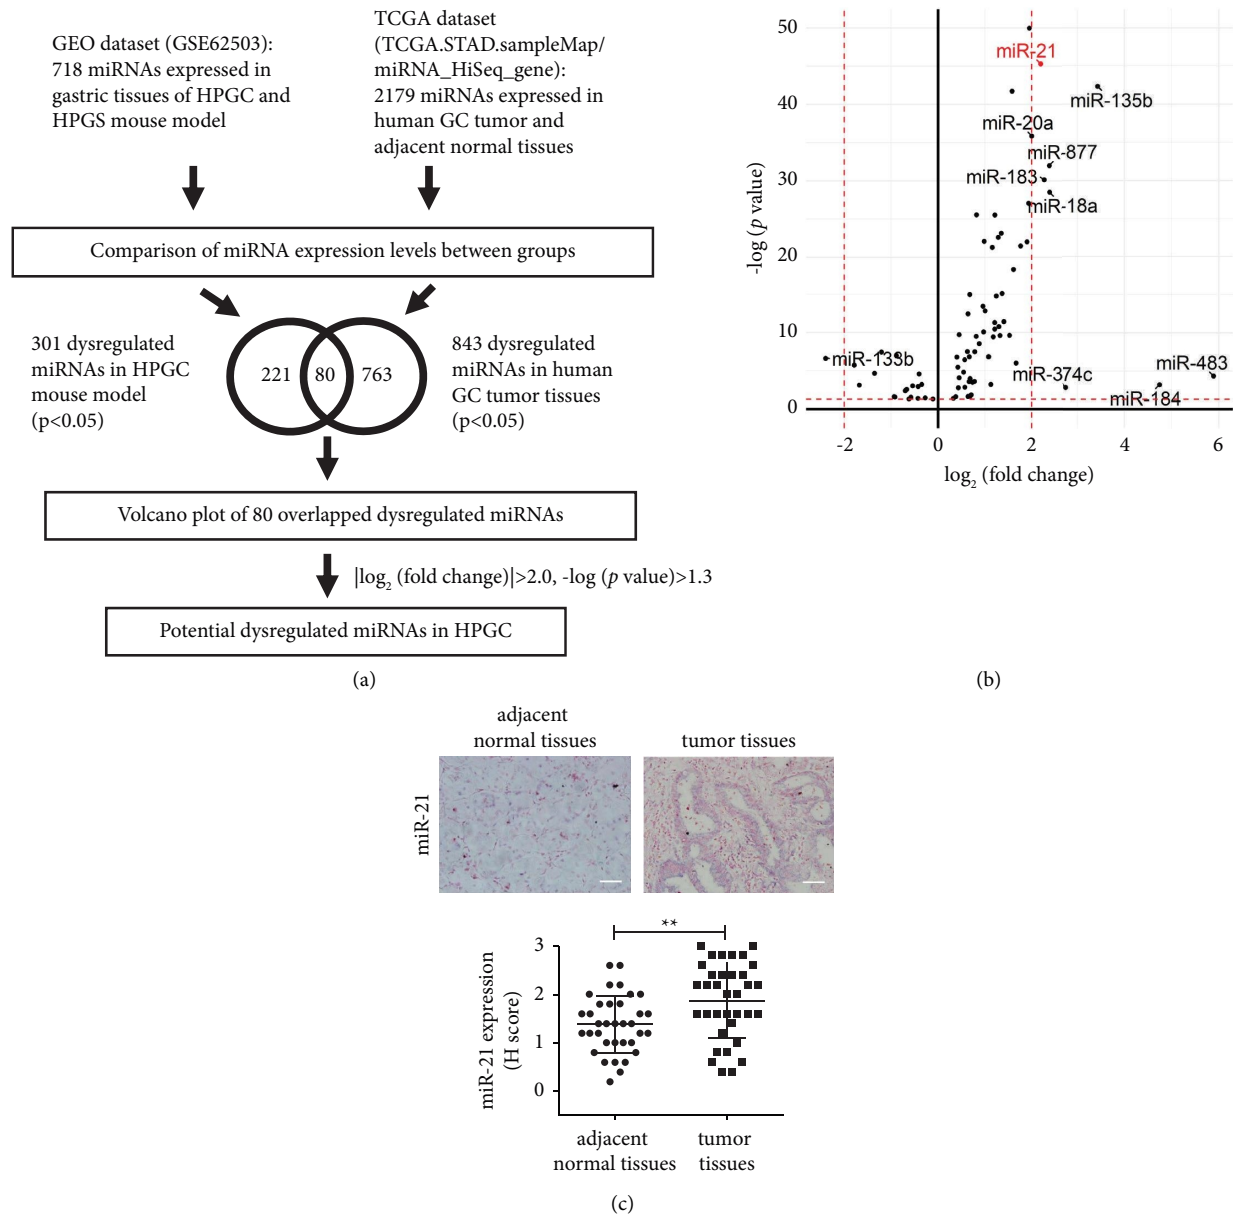 GEO dataset (GSE62503):
718 miRNAs expressed in
gastric tissues of HPGC and
HPGS mouse model
TCGA dataset
(TCGA.STAD.sampleMap/
miRNA_HiSeq_gene):
2179 miRNAs expressed in
human GC tumor and
adjacent normal tissues
Comparison of miRNA expression levels between groups
301 dysregulated
miRNAs in HPGC
mouse model
(p<0.05)
221 80 763
843 dysregulated
miRNAs in human
GC tumor tissues
(p<0.05)
Volcano plot of 80 overlapped dysregulated miRNAs
|log2 (fold change)|>2.0, -log (p value)>1.3
Potential dysregulated miRNAs in HPGC
(a)
-log (p value)
50
40
30
20
10
0
miR-21
miR-135b
miR-20a
miR-877
miR-183
miR-18a
miR-133b
miR-374c
miR-483
miR-184
-2 0 2 4 6
log2 (fold change)
(b)
adjacent
normal tissues
tumor tissues
miR-21
**
miR-21 expression
(H score)
3
2
1
0
adjacent
normal tissues
tumor
tissues
(c)